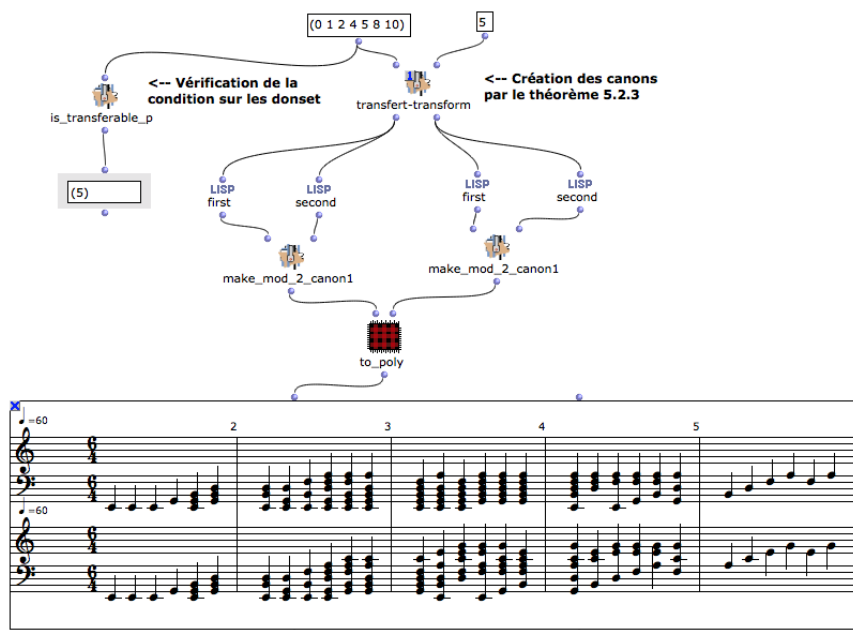 (0 1 2 4 5 8 10)
5
<-- Vérification de la
condition sur les donset
1
<-- Création des canons
par le théorème 5.2.3
is_transferable_p
transfert-transform
(5)
LISP
first
LISP
second
LISP
first
LISP
second
make_mod_2_canon1
make_mod_2_canon1
to_poly
=60
2
3
4
5
6
4
6
4
=60
6
4
6
4